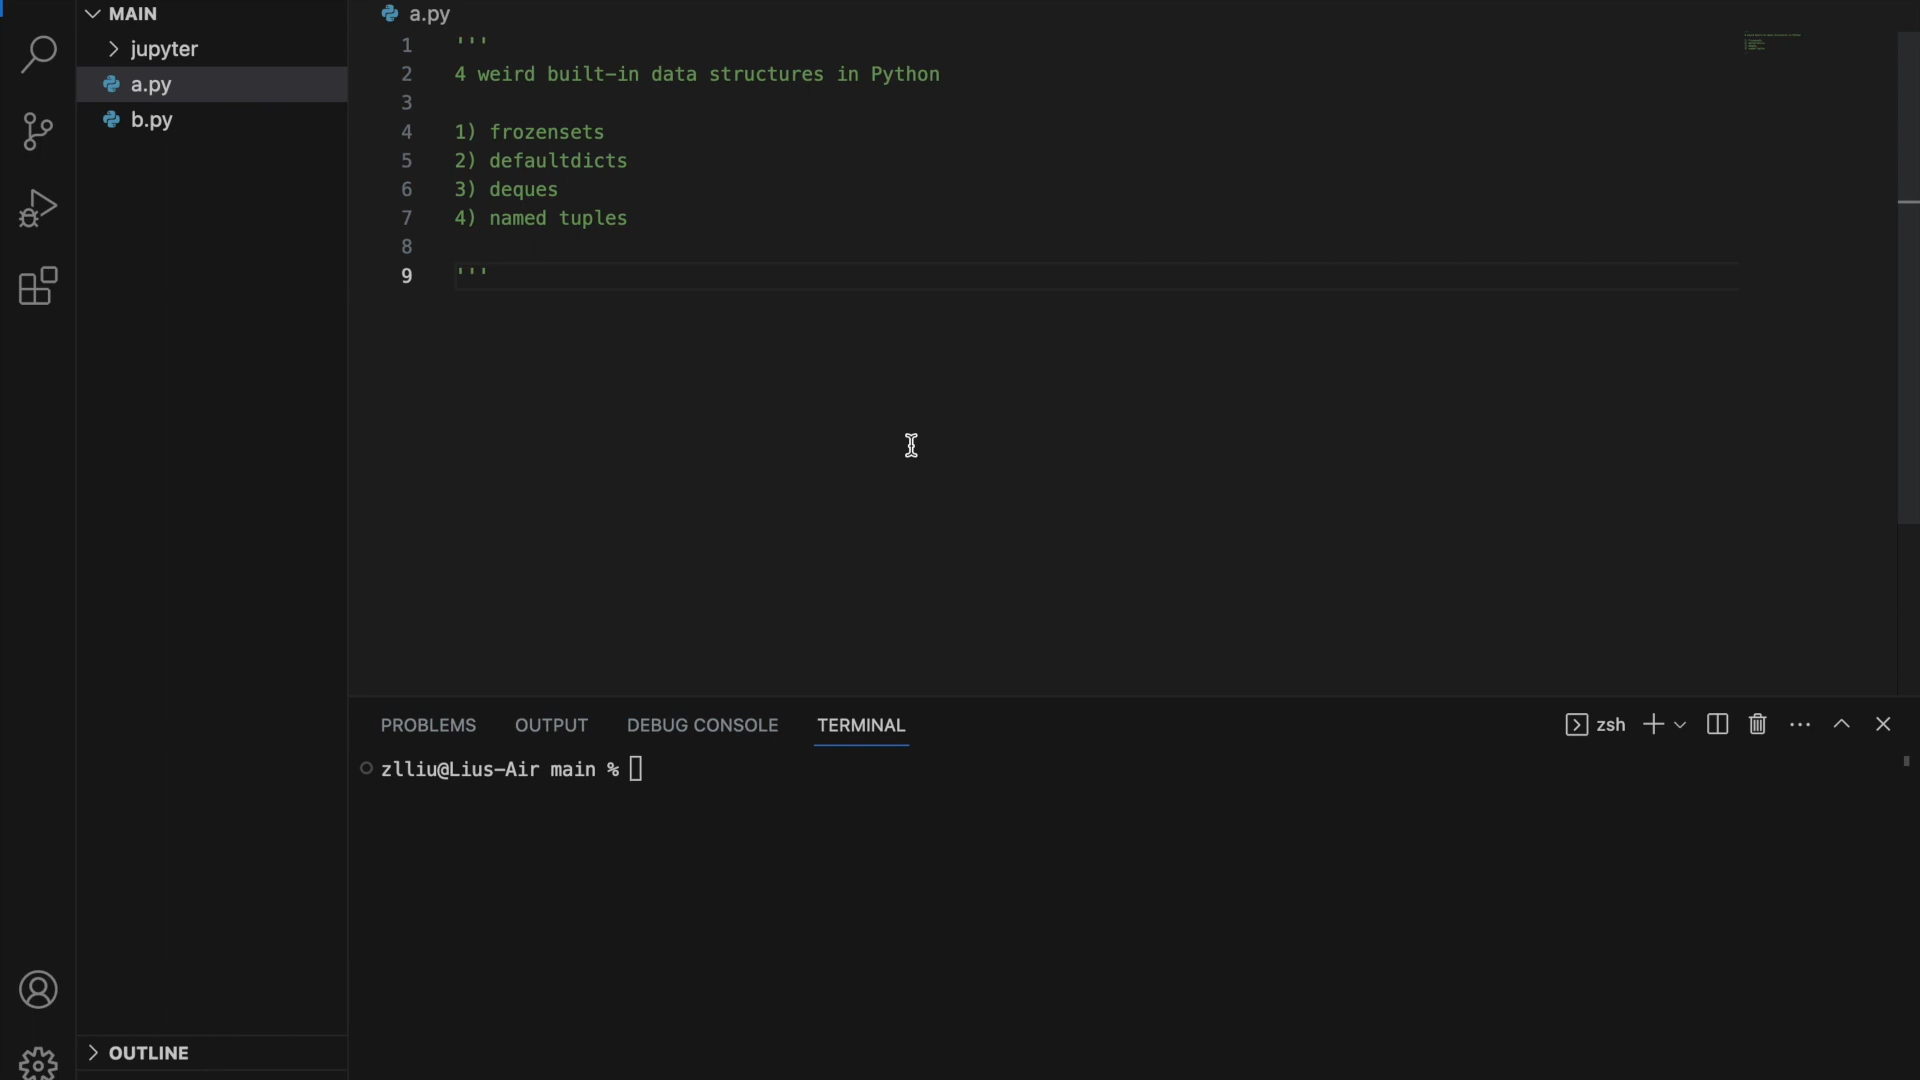 MAIN
jupyter
a.py
b.py
OUTLINE
a.py
1 '''
2 4 weird built-in data structures in Python
3
4 1) frozensets
5 2) defaultdicts
6 3) deques
7 4) named tuples
8
9 '''
PROBLEMS OUTPUT DEBUG CONSOLE TERMINAL zsh
zlliu@Lius-Air main %